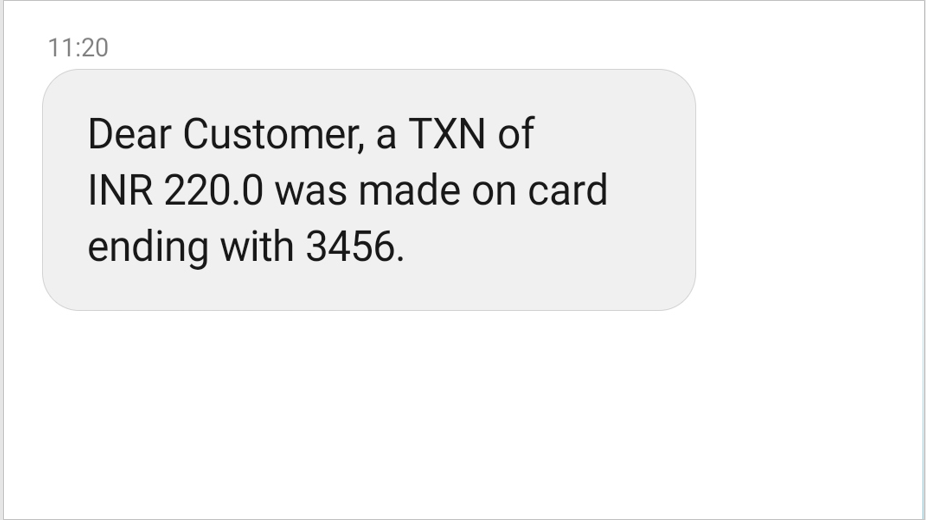 11:20
Dear Customer, a TXN of
INR 220.0 was made on card
ending with 3456.